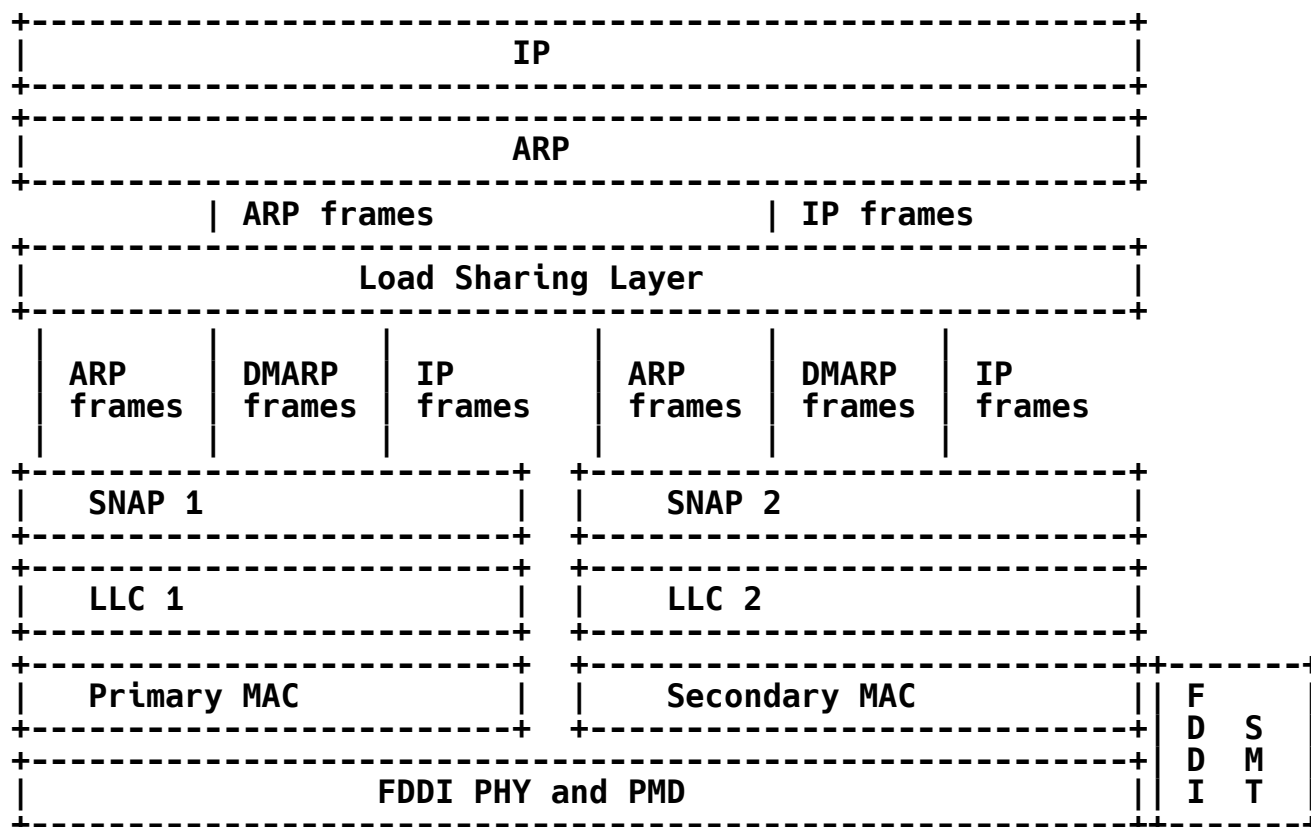 IP
ARP
| ARP frames | IP frames
Load Sharing Layer
ARP DMARP IP ARP DMARP IP
frames frames frames frames frames frames
SNAP 1 SNAP 2
LLC 1 LLC 2
Primary MAC Secondary MAC F
D S
D M
FDDI PHY and PMD I T